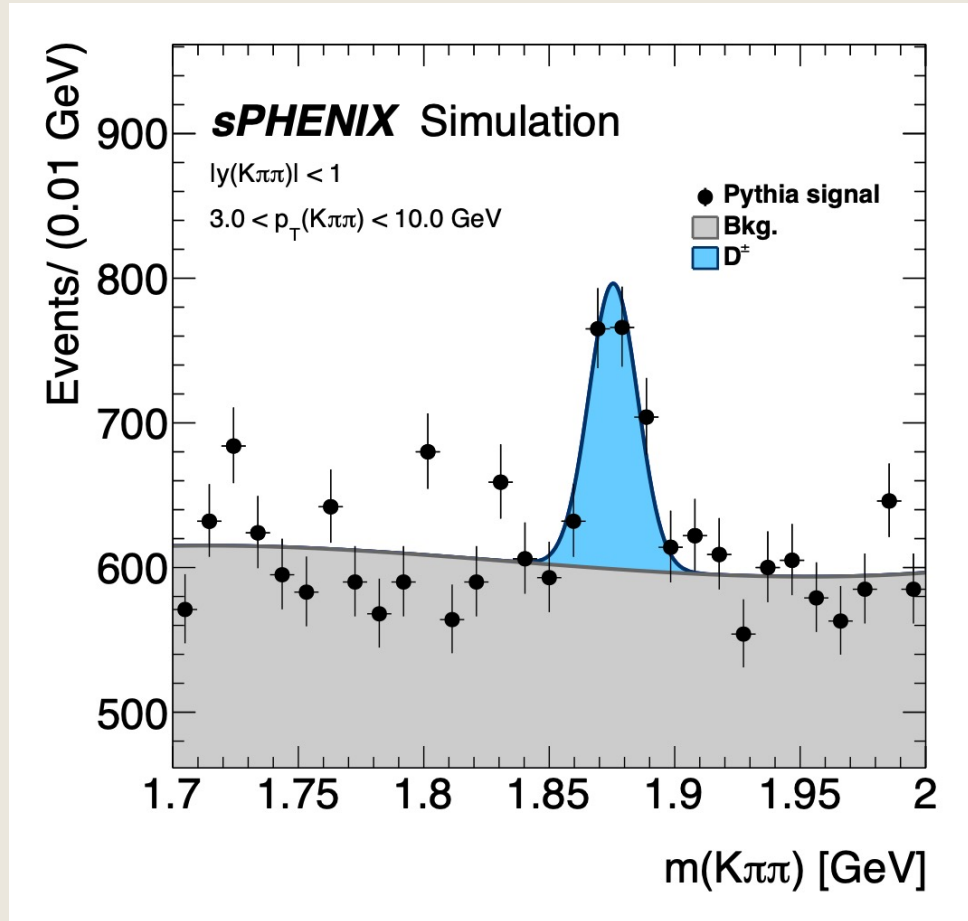 Events/ (0.01 GeV)
900
800
700
600
500
sPHENIX Simulation
|y(Kππ)| < 1
3.0 < pT(Kππ) < 10.0 GeV
Pythia signal
Bkg.
D±
1.7 1.75 1.8 1.85 1.9 1.95 2
m(Kππ) [GeV]